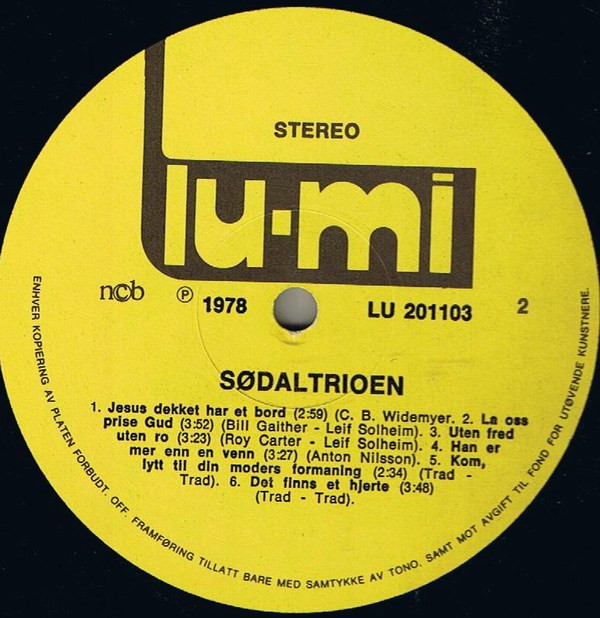 STEREO
lu-mi
ncb ℗ 1978 LU 201103 2
SØDALTRIOEN
1. Jesus dekket har et bord (2:59) (C. B. Widemyer. 2. La oss
prise Gud (3:52) (Bill Gaither - Leif Solheim). 3. Uten fred
uten ro (3:23) (Roy Carter - Leif Solheim). 4. Han er
mer enn en venn (3:27) (Anton Nilsson). 5. Kom,
lytt til din moders formaning (2:34) (Trad -
Trad). 6. Det finns et hjerte (3:48)
(Trad - Trad).
ENHVER KOPIERING AV PLATEN FORBUDT. OFF. FRAMFØRING TILLATT BARE MED SAMTYKKE AV TONO. SAMT MOT AVGIFT TIL FOND FOR UTØVENDE KUNSTNERE.